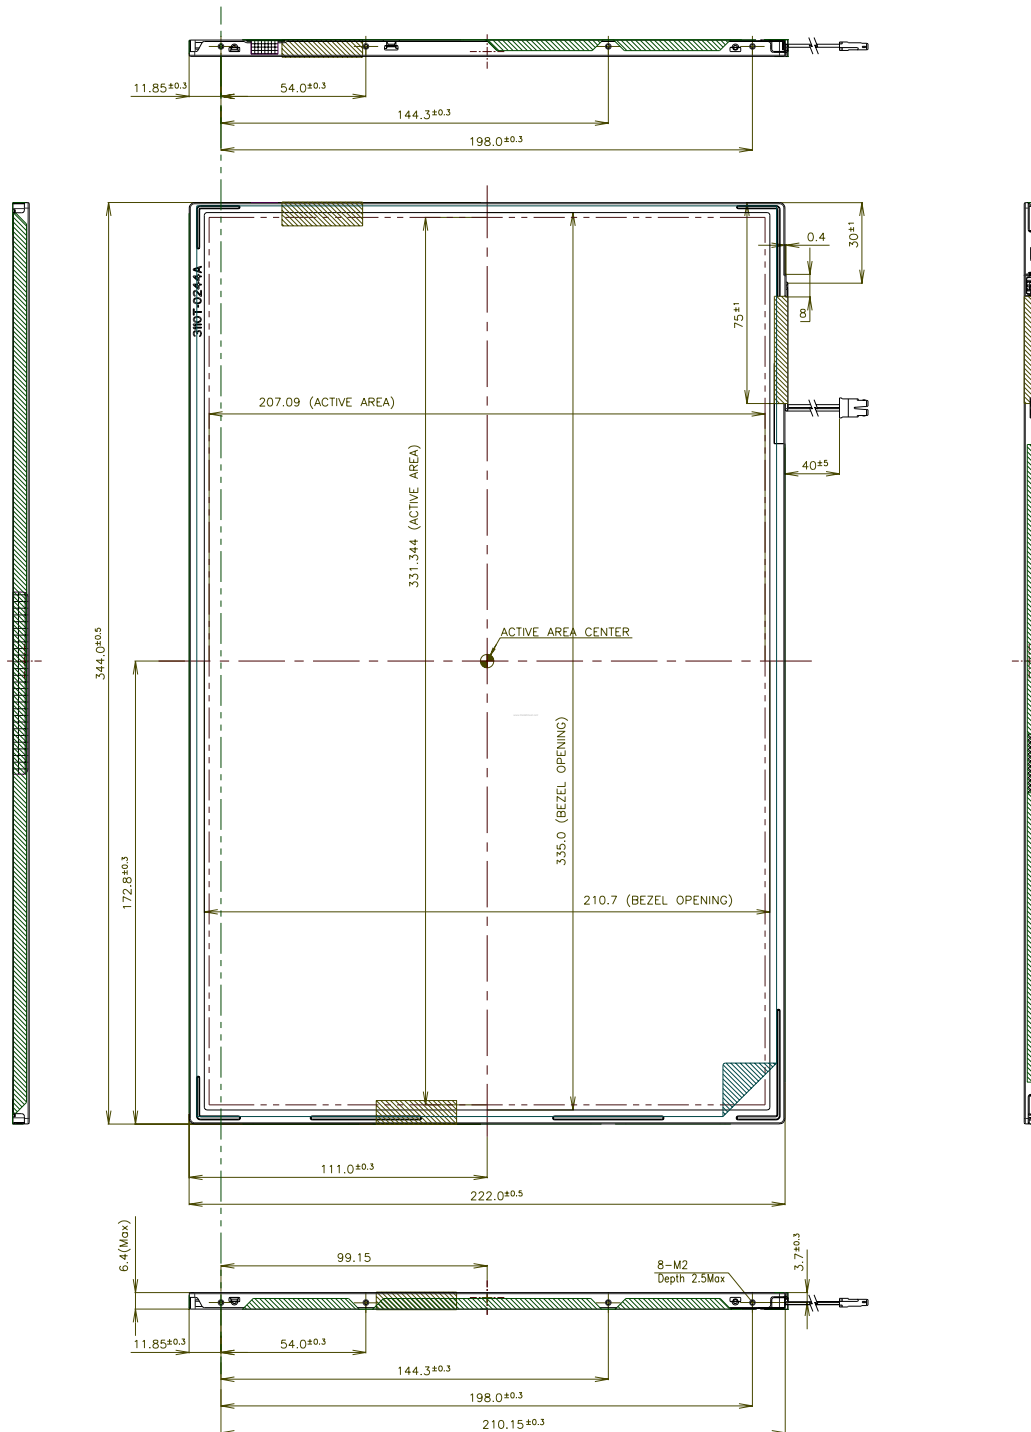 11.85±0.3
54.0±0.3
144.3±0.3
198.0±0.3
0.4
30±1
3110T-0244A
75±1
8
207.09 (ACTIVE AREA)
331.344 (ACTIVE AREA)
40±5
ACTIVE AREA CENTER
344.0±0.5
335.0 (BEZEL OPENING)
172.8±0.3
210.7 (BEZEL OPENING)
111.0±0.3
222.0±0.5
6.4(Max)
99.15
8-M2
Depth 2.5Max
3.7±0.3
11.85±0.3
54.0±0.3
144.3±0.3
198.0±0.3
210.15±0.3